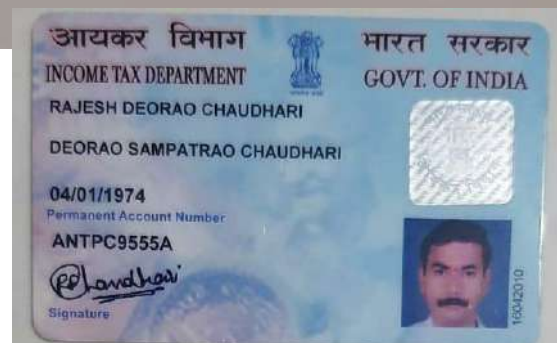 आयकर विभाग
INCOME TAX DEPARTMENT
भारत सरकार
GOVT. OF INDIA
RAJESH DEORAO CHAUDHARI
DEORAO SAMPATRAO CHAUDHARI
04/01/1974
Permanent Account Number
ANTPC9555A
Signature
16042010